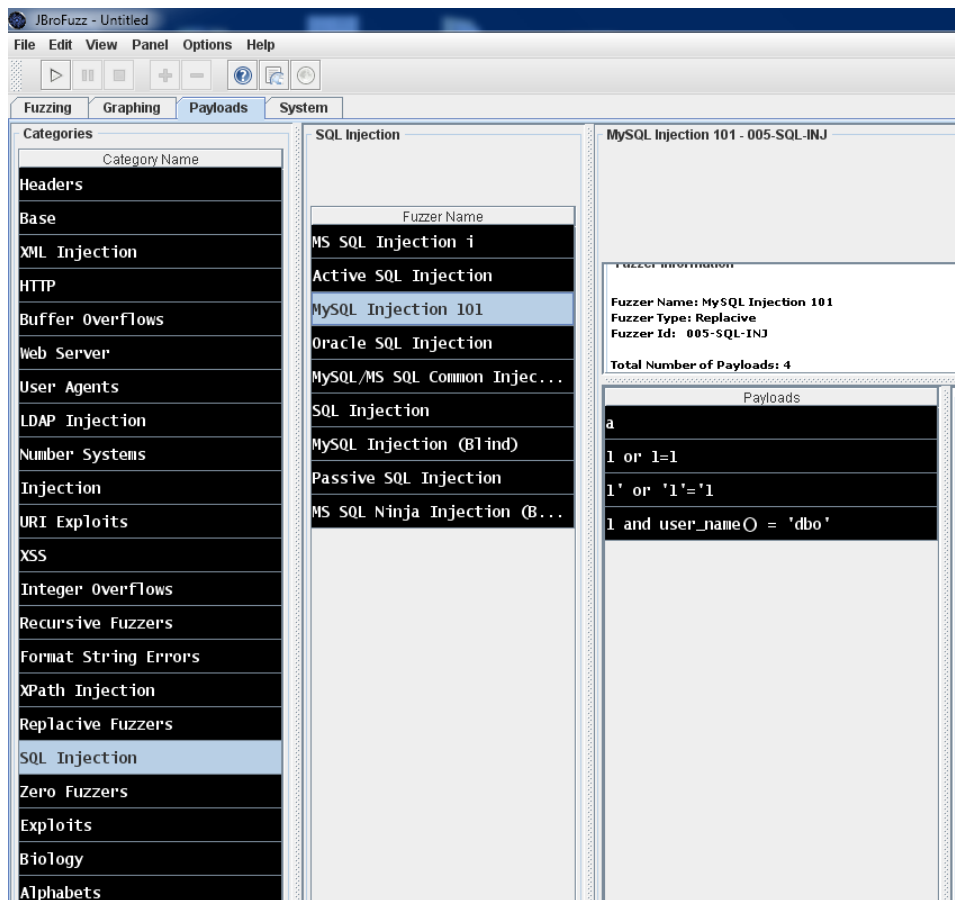 JBroFuzz - Untitled
File Edit View Panel Options Help
Fuzzing Graphing Payloads System
Categories
Category Name
Headers
Base
XML Injection
HTTP
Buffer Overflows
Web Server
User Agents
LDAP Injection
Number Systems
Injection
URI Exploits
XSS
Integer Overflows
Recursive Fuzzers
Format String Errors
XPath Injection
Replacive Fuzzers
SQL Injection
Zero Fuzzers
Exploits
Biology
Alphabets
SQL Injection
Fuzzer Name
MS SQL Injection i
Active SQL Injection
MySQL Injection 101
Oracle SQL Injection
MySQL/MS SQL Common Injec...
SQL Injection
MySQL Injection (Blind)
Passive SQL Injection
MS SQL Ninja Injection (B...
MySQL Injection 101 - 005-SQL-INJ
Fuzzer Information
Fuzzer Name: MySQL Injection 101
Fuzzer Type: Replacive
Fuzzer Id: 005-SQL-INJ
Total Number of Payloads: 4
Payloads
a
1 or 1=1
1' or '1'='1
1 and user_name() = 'dbo'